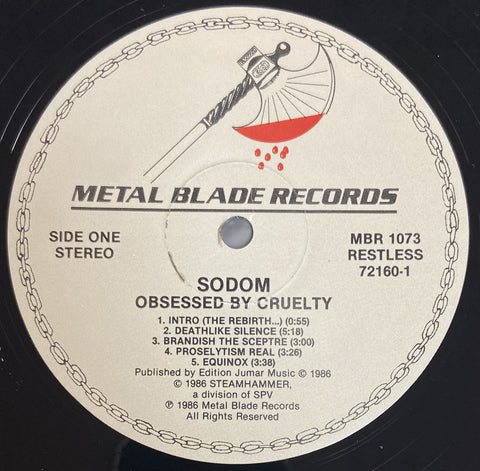 METAL BLADE RECORDS
SIDE ONE
STEREO
MBR 1073
RESTLESS
72160-1
SODOM
OBSESSED BY CRUELTY
1. INTRO (THE REBIRTH...) (0:55)
2. DEATHLIKE SILENCE (5:18)
3. BRANDISH THE SCEPTRE (3:00)
4. PROSELYTISM REAL (3:26)
5. EQUINOX (3:38)
Published by Edition Jumar Music © 1986
© 1986 STEAMHAMMER,
a division of SPV
℗ 1986 Metal Blade Records
All Rights Reserved